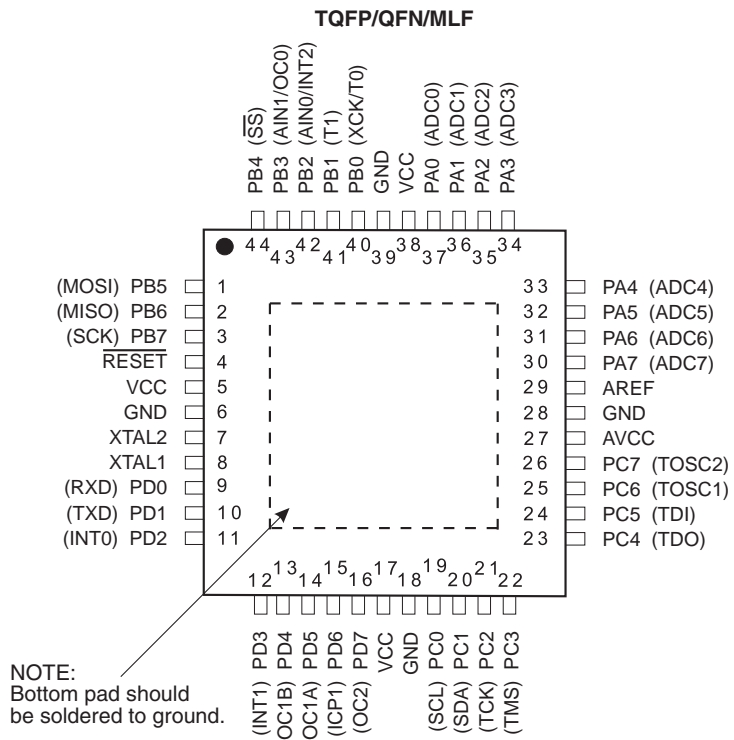 TQFP/QFN/MLF
PB4 (SS)
PB3 (AIN1/OC0)
PB2 (AIN0/INT2)
PB1 (T1)
PB0 (XCK/T0)
GND
VCC
PA0 (ADC0)
PA1 (ADC1)
PA2 (ADC2)
PA3 (ADC3)
44 43 42 41 40 39 38 37 36 35 34
(MOSI) PB5 1
(MISO) PB6 2
(SCK) PB7 3
RESET 4
VCC 5
GND 6
XTAL2 7
XTAL1 8
(RXD) PD0 9
(TXD) PD1 10
(INT0) PD2 11
33 PA4 (ADC4)
32 PA5 (ADC5)
31 PA6 (ADC6)
30 PA7 (ADC7)
29 AREF
28 GND
27 AVCC
26 PC7 (TOSC2)
25 PC6 (TOSC1)
24 PC5 (TDI)
23 PC4 (TDO)
12 13 14 15 16 17 18 19 20 21 22
(INT1) PD3
OC1B) PD4
OC1A) PD5
(ICP1) PD6
(OC2) PD7
VCC
GND
(SCL) PC0
(SDA) PC1
(TCK) PC2
(TMS) PC3
NOTE:
Bottom pad should
be soldered to ground.